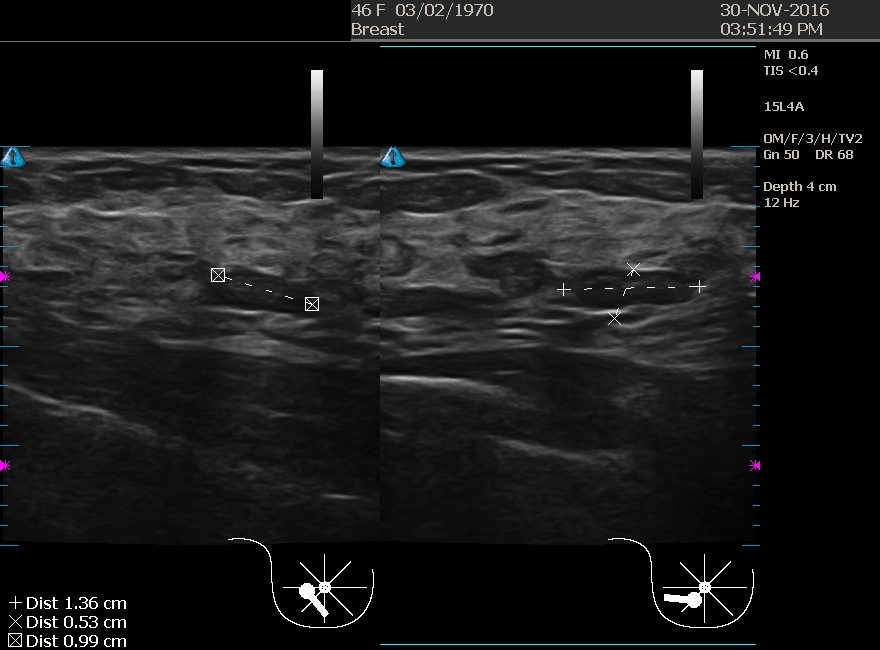 46 F 03/02/1970
30-NOV-2016
Breast
03:51:49 PM
MI 0.6
TIS <0.4
15L4A
OM/F/3/H/TV2
Gn 50 DR 68
Depth 4 cm
12 Hz
Dist 1.36 cm
Dist 0.53 cm
Dist 0.99 cm